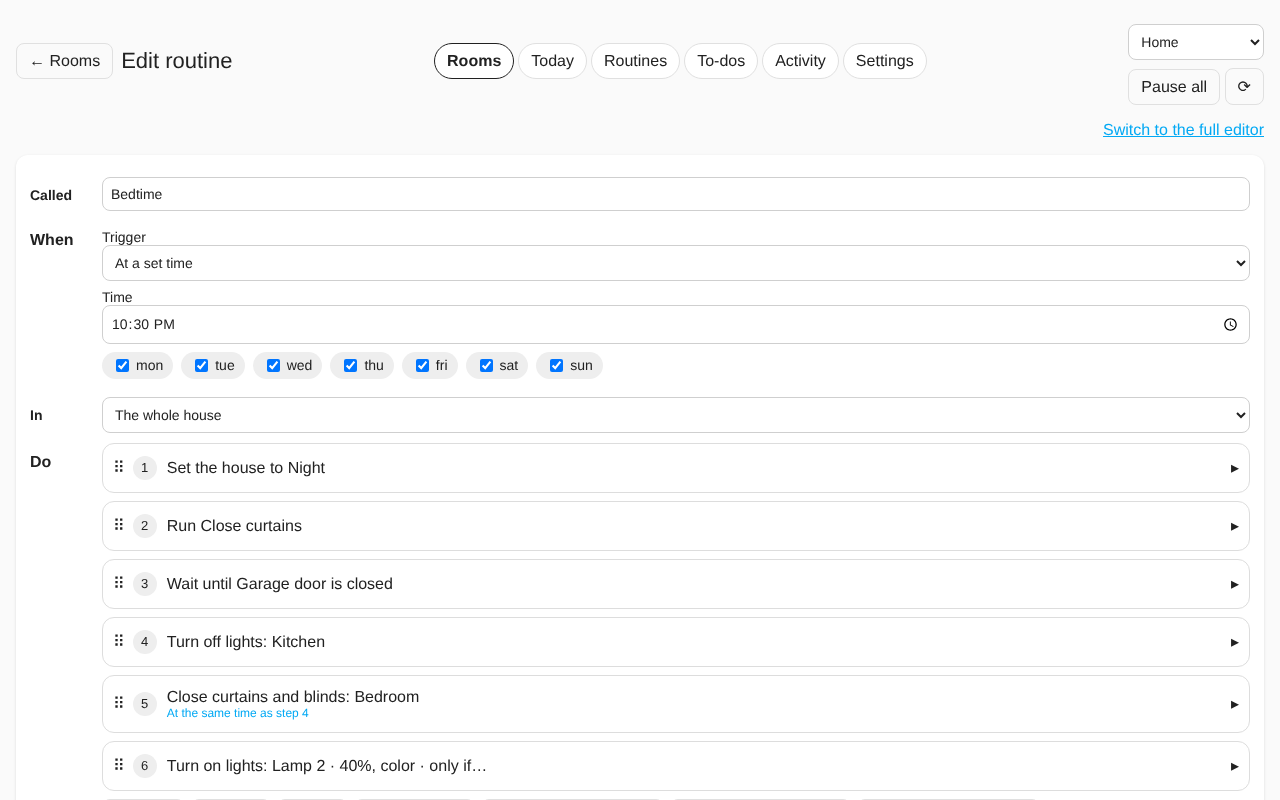 ← Rooms
Edit routine
Rooms
Today
Routines
To-dos
Activity
Settings
Home
Pause all
⟳
Switch to the full editor
Called
Bedtime
When
Trigger
At a set time
Time
10:30 PM
mon
tue
wed
thu
fri
sat
sun
In
The whole house
Do
1 Set the house to Night
2 Run Close curtains
3 Wait until Garage door is closed
4 Turn off lights: Kitchen
5 Close curtains and blinds: Bedroom
At the same time as step 4
6 Turn on lights: Lamp 2 · 40%, color · only if…